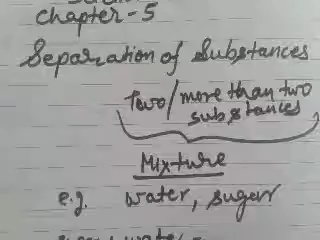 Chapter-5
Separation of Substances
Two/more than two
substances
Mixture
e.g. water, sugar